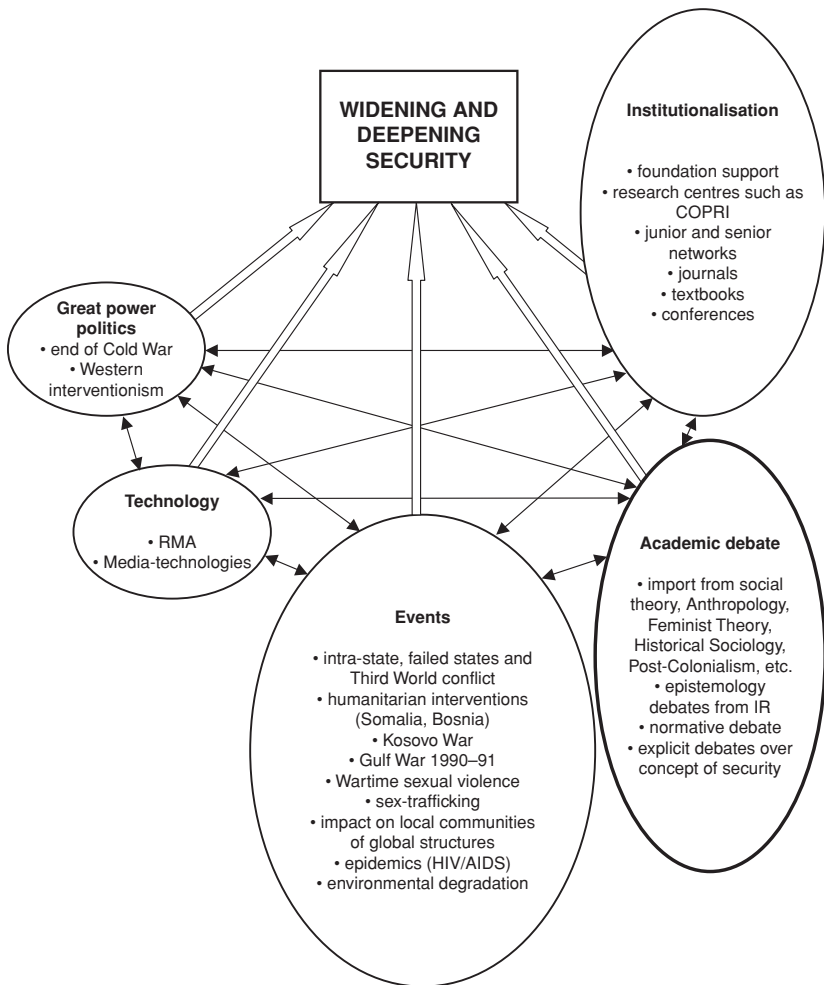 WIDENING AND
DEEPENING
SECURITY
Institutionalisation
• foundation support
• research centres such as
COPRI
• junior and senior
networks
• journals
• textbooks
• conferences
Great power
politics
• end of Cold War
• Western
interventionism
Technology
• RMA
• Media-technologies
Events
• intra-state, failed states and
Third World conflict
• humanitarian interventions
(Somalia, Bosnia)
• Kosovo War
• Gulf War 1990–91
• Wartime sexual violence
• sex-trafficking
• impact on local communities
of global structures
• epidemics (HIV/AIDS)
• environmental degradation
Academic debate
• import from social
theory, Anthropology,
Feminist Theory,
Historical Sociology,
Post-Colonialism, etc.
• epistemology
debates from IR
• normative debate
• explicit debates over
concept of security